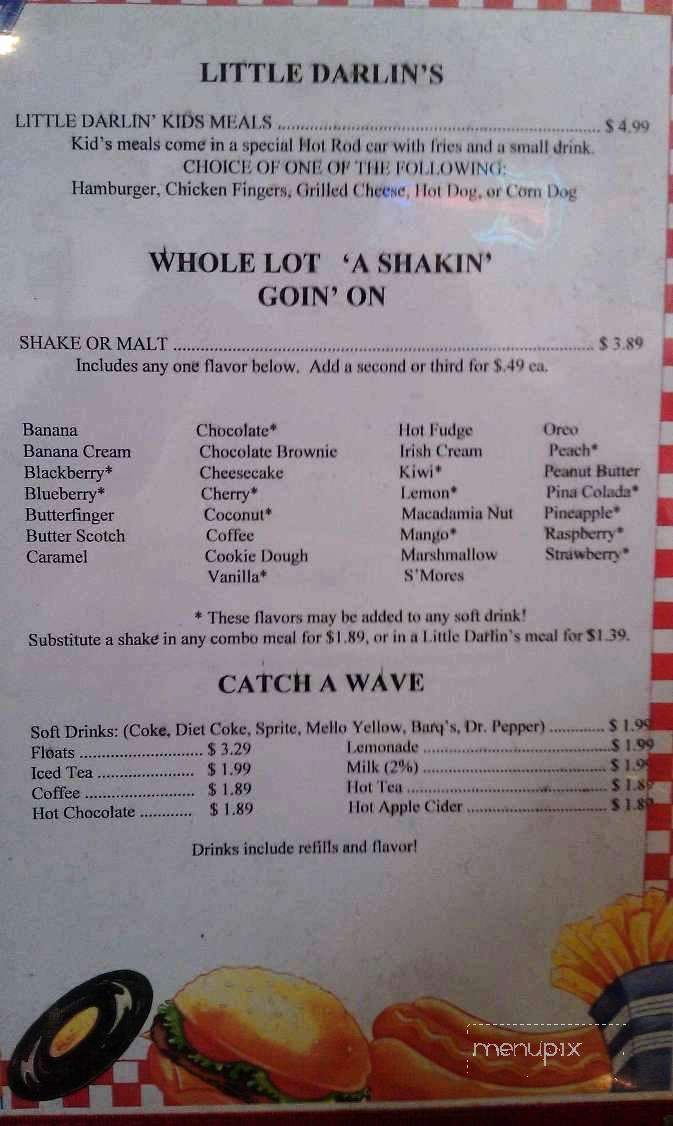 LITTLE DARLIN'S
LITTLE DARLIN' KIDS MEALS ........ $ 4.99
Kid's meals come in a special Hot Rod car with fries and a small drink.
CHOICE OF ONE OF THE FOLLOWING:
Hamburger, Chicken Fingers, Grilled Cheese, Hot Dog, or Corn Dog
WHOLE LOT 'A SHAKIN'
GOIN' ON
SHAKE OR MALT ........ $ 3.89
Includes any one flavor below. Add a second or third for $.49 ea.
Banana Chocolate* Hot Fudge Oreo
Banana Cream Chocolate Brownie Irish Cream Peach*
Blackberry* Cheesecake Kiwi* Peanut Butter
Blueberry* Cherry* Lemon* Pina Colada*
Butterfinger Coconut* Macadamia Nut Pineapple*
Butter Scotch Coffee Mango* Raspberry*
Caramel Cookie Dough Marshmallow Strawberry*
Vanilla* S'Mores
* These flavors may be added to any soft drink!
Substitute a shake in any combo meal for $1.89, or in a Little Darlin's meal for $1.39.
CATCH A WAVE
Soft Drinks: (Coke, Diet Coke, Sprite, Mello Yellow, Barq's, Dr. Pepper) ........ $ 1.99
Floats ........ $ 3.29 Lemonade ........ $ 1.99
Iced Tea ........ $ 1.99 Milk (2%) ........ $ 1.99
Coffee ........ $ 1.89 Hot Tea ........ $ 1.89
Hot Chocolate ........ $ 1.89 Hot Apple Cider ........ $ 1.89
Drinks include refills and flavor!
menupix